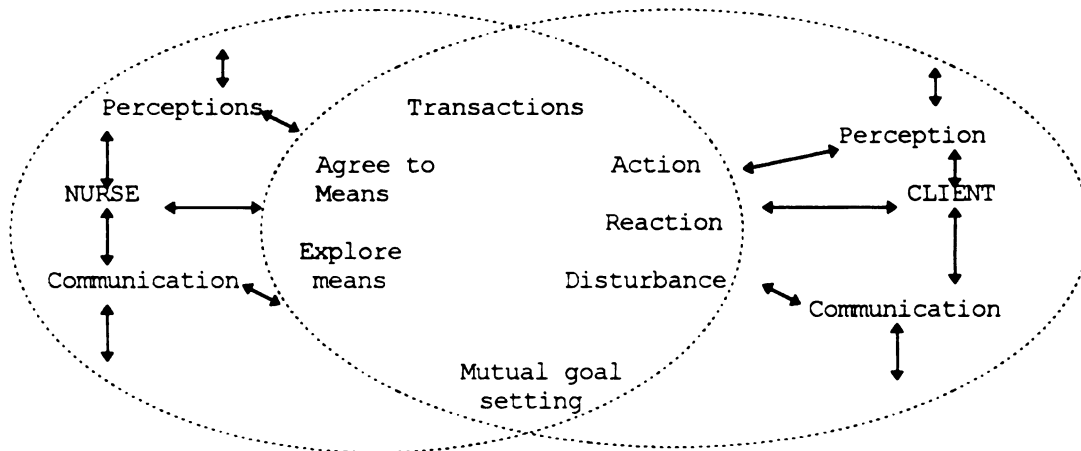 Perceptions
Transactions
Perception
Agree to
Means
Action
NURSE
CLIENT
Reaction
Explore
means
Communication
Disturbance
Communication
Mutual goal
setting